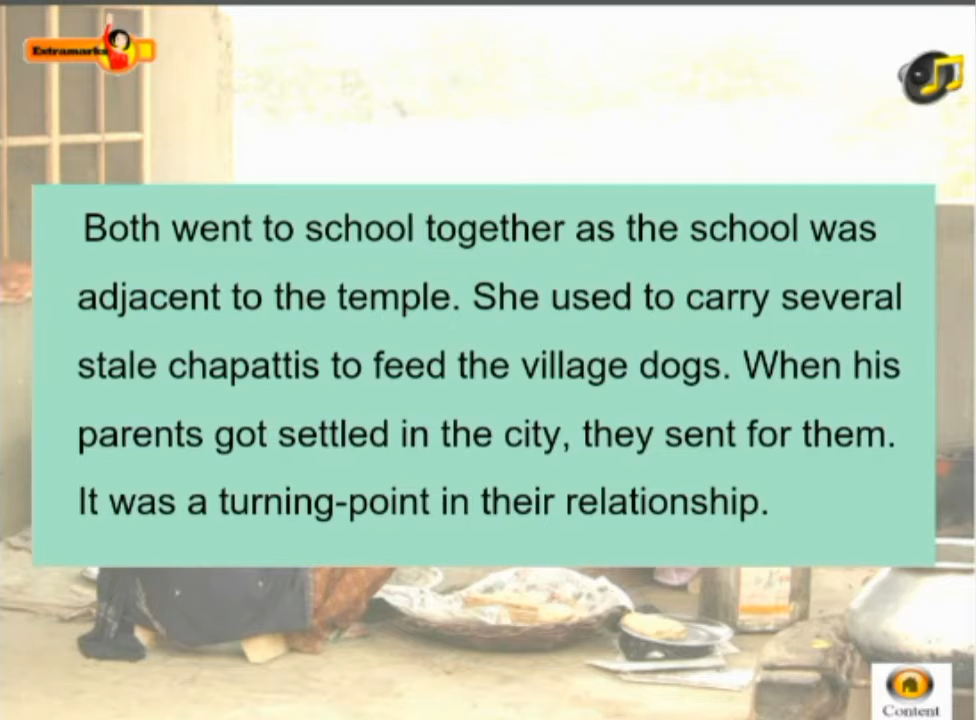 Extramarks
Both went to school together as the school was
adjacent to the temple. She used to carry several
stale chapattis to feed the village dogs. When his
parents got settled in the city, they sent for them.
It was a turning-point in their relationship.
Content